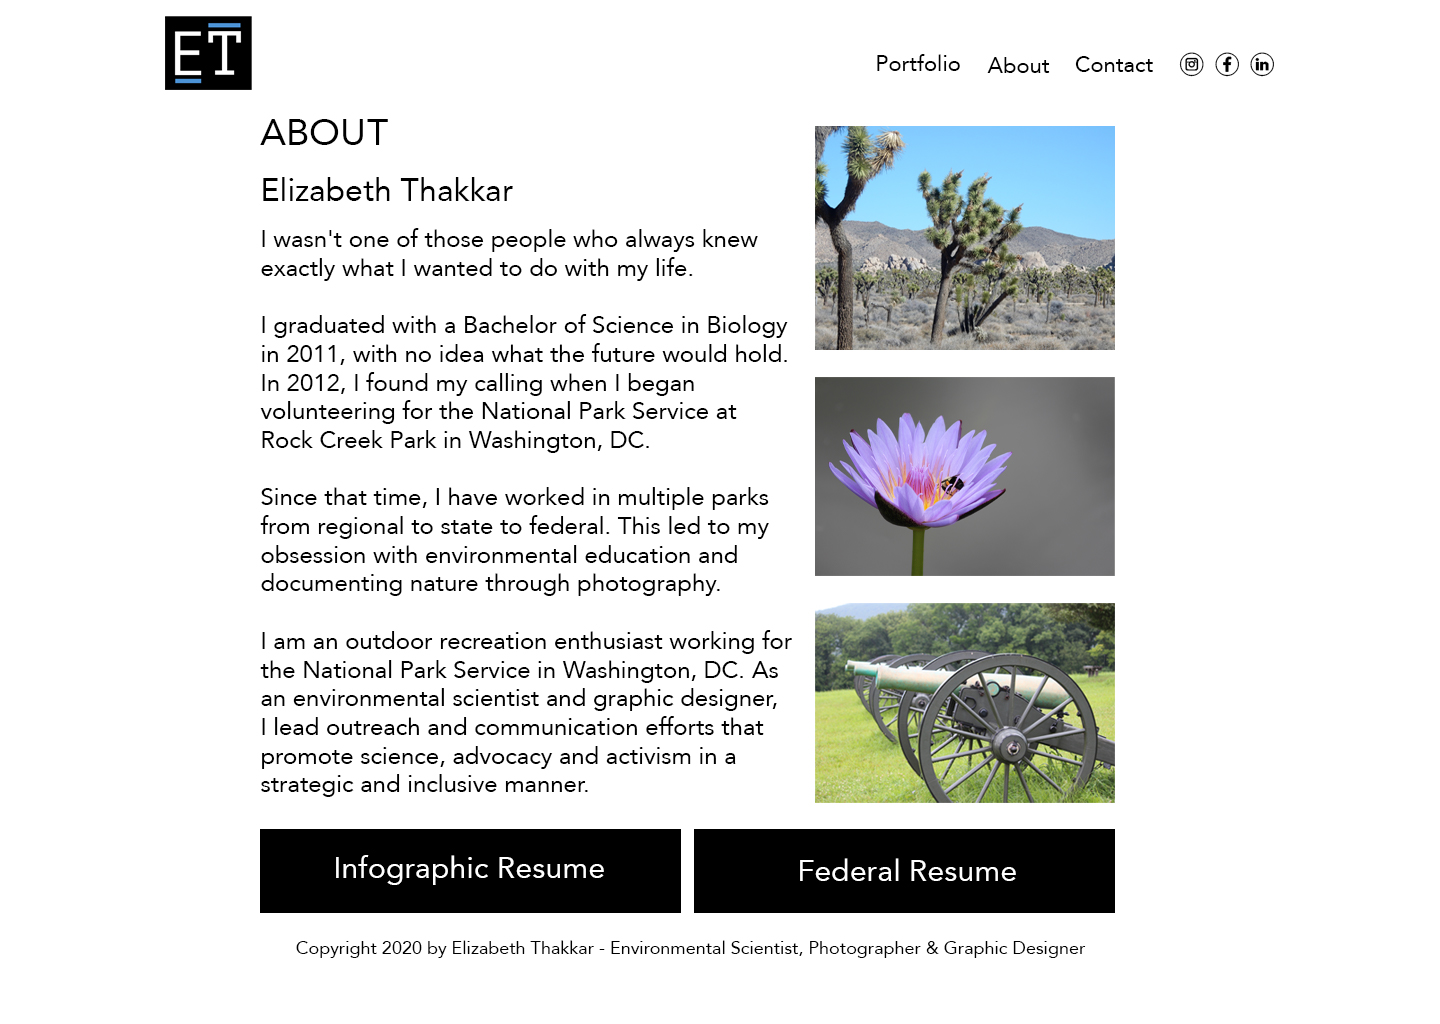 ET
Portfolio
About
Contact
ABOUT
Elizabeth Thakkar
I wasn't one of those people who always knew
exactly what I wanted to do with my life.
I graduated with a Bachelor of Science in Biology
in 2011, with no idea what the future would hold.
In 2012, I found my calling when I began
volunteering for the National Park Service at
Rock Creek Park in Washington, DC.
Since that time, I have worked in multiple parks
from regional to state to federal. This led to my
obsession with environmental education and
documenting nature through photography.
I am an outdoor recreation enthusiast working for
the National Park Service in Washington, DC. As
an environmental scientist and graphic designer,
I lead outreach and communication efforts that
promote science, advocacy and activism in a
strategic and inclusive manner.
Infographic Resume
Federal Resume
Copyright 2020 by Elizabeth Thakkar - Environmental Scientist, Photographer & Graphic Designer